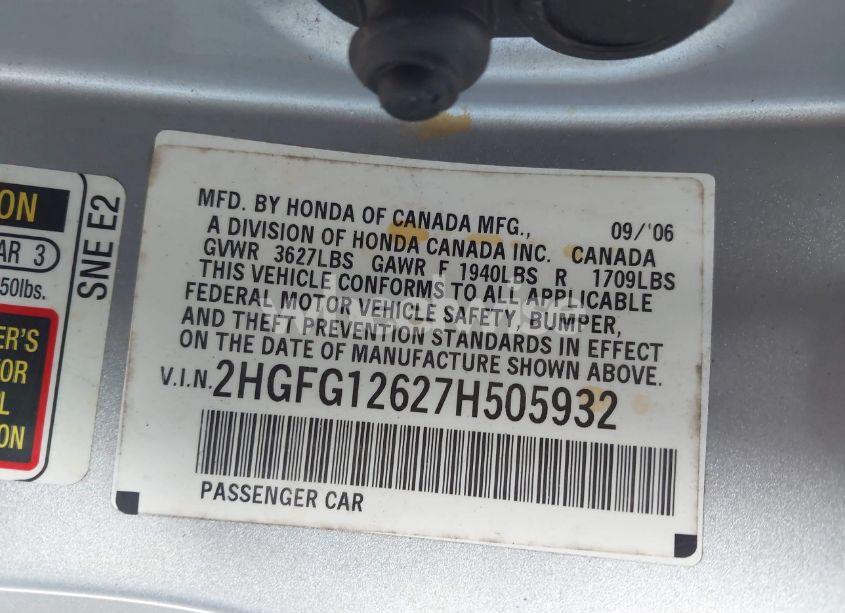 ON
AR 3
50lbs.
ER'S
OR
L
ON
SNE E2
MFD. BY HONDA OF CANADA MFG., 09/'06
A DIVISION OF HONDA CANADA INC. CANADA
GVWR 3627LBS GAWR F 1940LBS R 1709LBS
THIS VEHICLE CONFORMS TO ALL APPLICABLE
FEDERAL MOTOR VEHICLE SAFETY, BUMPER,
AND THEFT PREVENTION STANDARDS IN EFFECT
ON THE DATE OF MANUFACTURE SHOWN ABOVE.
V.I.N. 2HGFG12627H505932
PASSENGER CAR